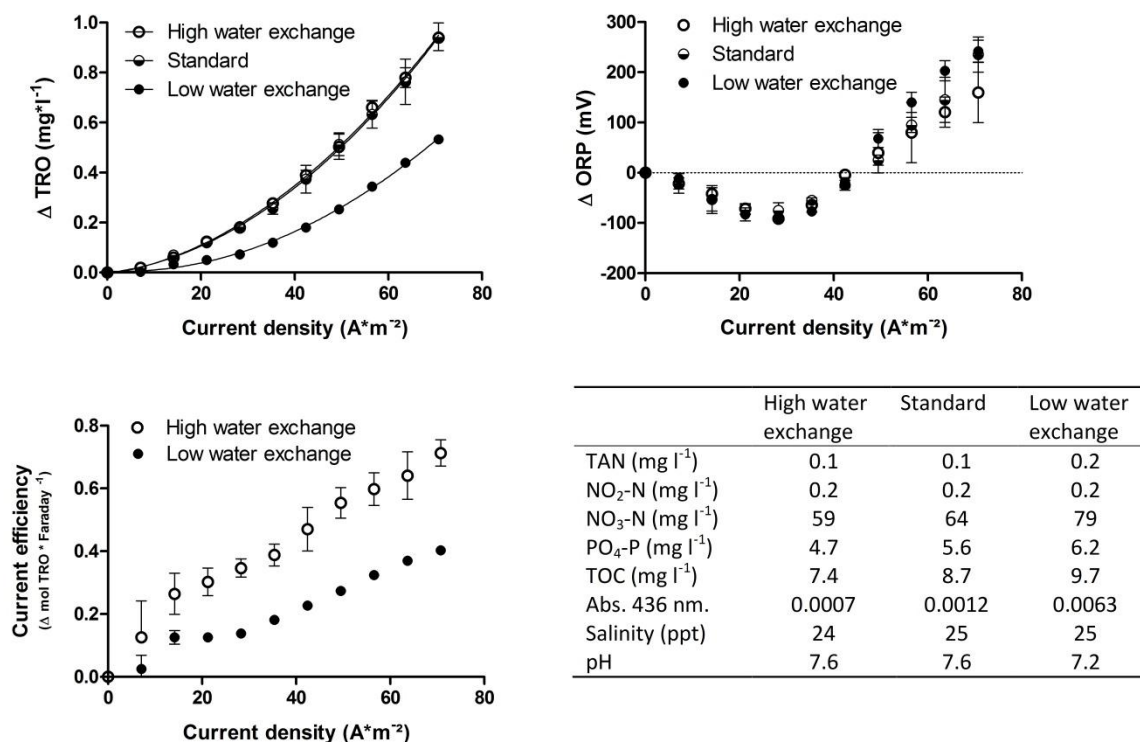 High water exchange
Standard
Low water exchange
Δ TRO (mg*l⁻¹)
1.0
0.8
0.6
0.4
0.2
0.0
0 20 40 60 80
Current density (A*m⁻²)
High water exchange
Standard
Low water exchange
Δ ORP (mV)
300
200
100
0
-100
-200
0 20 40 60 80
Current density (A*m⁻²)
High water exchange
Low water exchange
Current efficiency
(Δ mol TRO * Faraday ⁻¹)
0.8
0.6
0.4
0.2
0.0
0 20 40 60 80
Current density (A*m⁻²)
High water exchange Standard Low water exchange
TAN (mg l⁻¹) 0.1 0.1 0.2
NO₂-N (mg l⁻¹) 0.2 0.2 0.2
NO₃-N (mg l⁻¹) 59 64 79
PO₄-P (mg l⁻¹) 4.7 5.6 6.2
TOC (mg l⁻¹) 7.4 8.7 9.7
Abs. 436 nm. 0.0007 0.0012 0.0063
Salinity (ppt) 24 25 25
pH 7.6 7.6 7.2